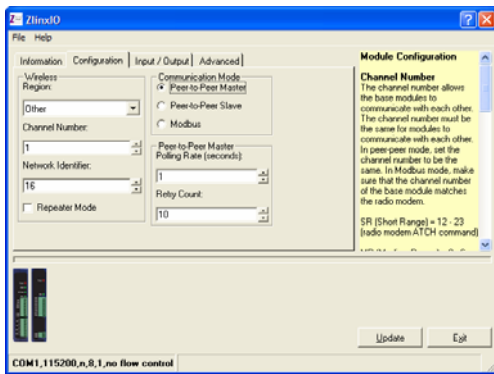 ZlinxIO
File Help
Information Configuration Input / Output Advanced
Wireless
Region:
Other
Channel Number:
1
Network Identifier:
16
Repeater Mode
Communication Mode
Peer-to-Peer Master
Peer-to-Peer Slave
Modbus
Peer-to-Peer Master
Polling Rate (seconds):
1
Retry Count:
10
Module Configuration
Channel Number
The channel number allows
the base modules to
communicate with each other.
The channel number must be
the same for modules to
communicate with each other.
In peer-peer mode, set the
channel number to be the
same. In Modbus mode, make
sure that the channel number
of the base module matches
the radio modem.
SR (Short Range) = 12 - 23
(radio modem ATCH command)
Update Exit
COM1,115200,n,8,1,no flow control